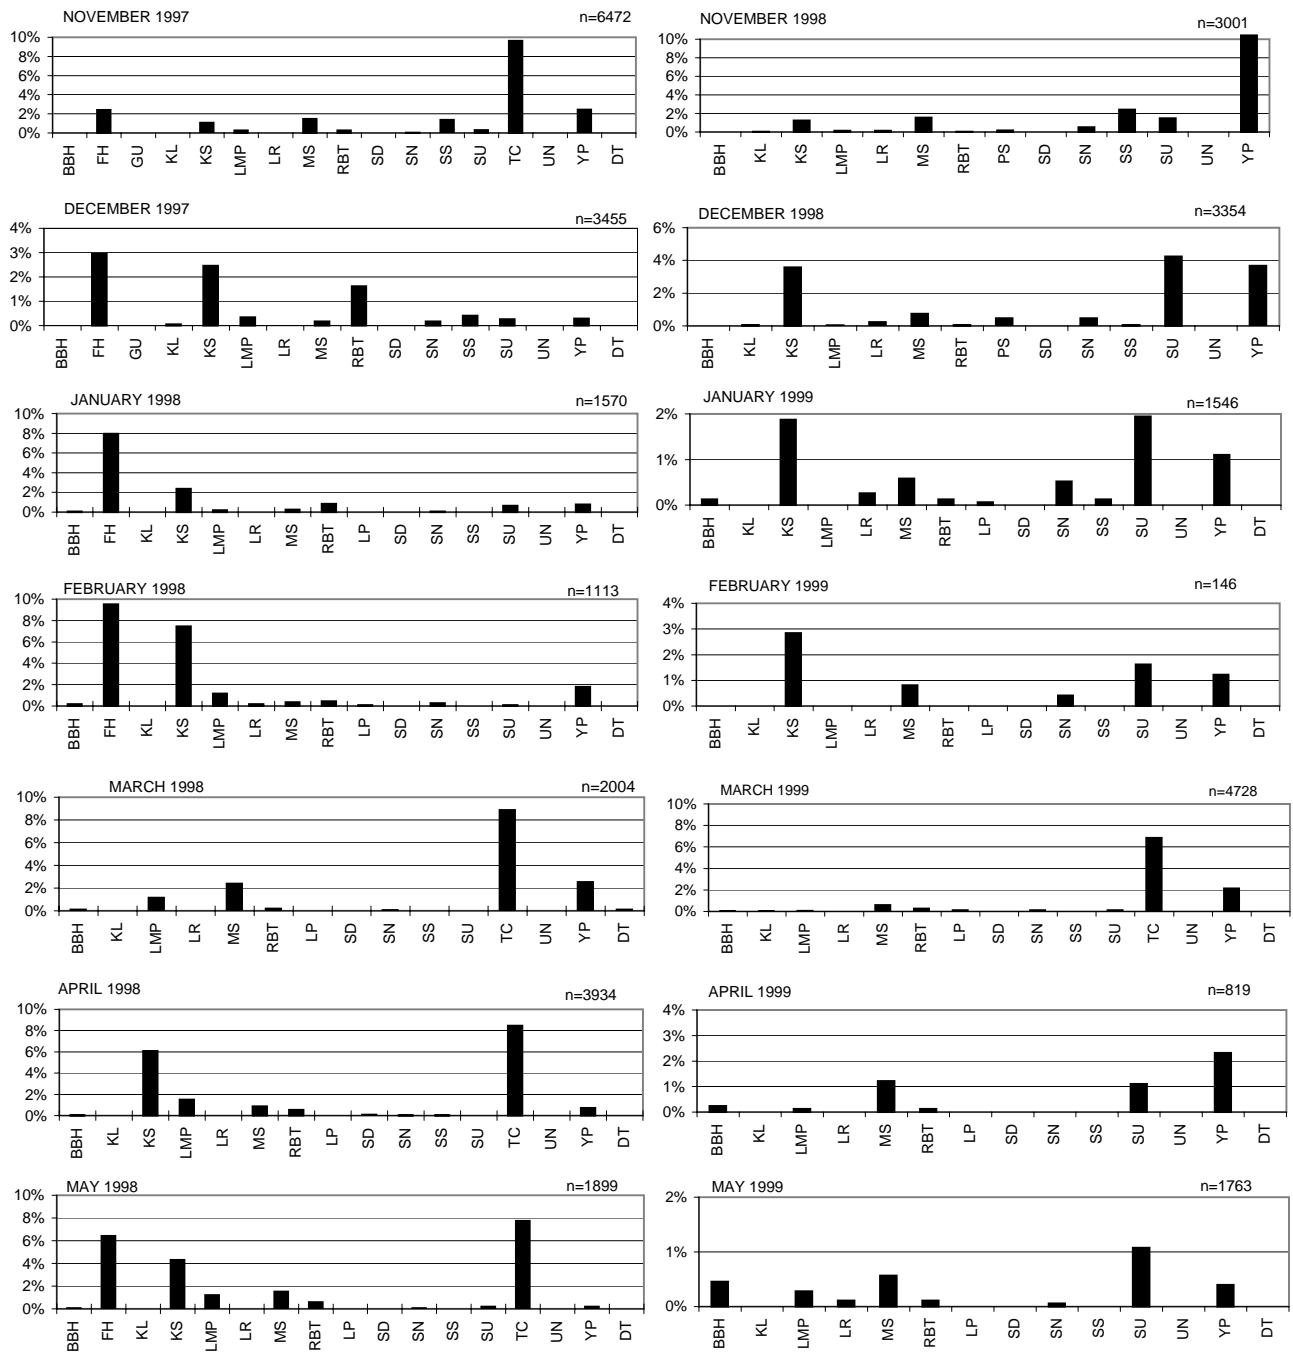 NOVEMBER 1997 n=6472
10%
8%
6%
4%
2%
0%
BBH FH GU KL KS LMP LR MS RBT SD SN SS SU TC UN YP DT
NOVEMBER 1998 n=3001
10%
8%
6%
4%
2%
0%
BBH KL KS LMP LR MS RBT PS SD SN SS SU UN YP
DECEMBER 1997 n=3455
4%
3%
2%
1%
0%
BBH FH GU KL KS LMP LR MS RBT SD SN SS SU UN YP DT
DECEMBER 1998 n=3354
6%
4%
2%
0%
BBH KL KS LMP LR MS RBT PS SD SN SS SU UN YP
JANUARY 1998 n=1570
10%
8%
6%
4%
2%
0%
BBH FH KL KS LMP LR MS RBT LP SD SN SS SU UN YP DT
JANUARY 1999 n=1546
2%
1%
0%
BBH KL KS LMP LR MS RBT LP SD SN SS SU UN YP DT
FEBRUARY 1998 n=1113
10%
8%
6%
4%
2%
0%
BBH FH KL KS LMP LR MS RBT LP SD SN SS SU UN YP DT
FEBRUARY 1999 n=146
4%
3%
2%
1%
0%
BBH KL KS LMP LR MS RBT LP SD SN SS SU UN YP DT
MARCH 1998 n=2004
10%
8%
6%
4%
2%
0%
BBH KL LMP LR MS RBT LP SD SN SS SU TC UN YP DT
MARCH 1999 n=4728
10%
8%
6%
4%
2%
0%
BBH KL LMP LR MS RBT LP SD SN SS SU TC UN YP DT
APRIL 1998 n=3934
10%
8%
6%
4%
2%
0%
BBH KL KS LMP LR MS RBT LP SD SN SS SU TC UN YP DT
APRIL 1999 n=819
4%
3%
2%
1%
0%
BBH KL LMP LR MS RBT LP SD SN SS SU UN YP DT
MAY 1998 n=1899
10%
8%
6%
4%
2%
0%
BBH FH KL KS LMP LR MS RBT LP SD SN SS SU TC UN YP DT
MAY 1999 n=1763
2%
1%
0%
BBH KL LMP LR MS RBT LP SD SN SS SU UN YP DT